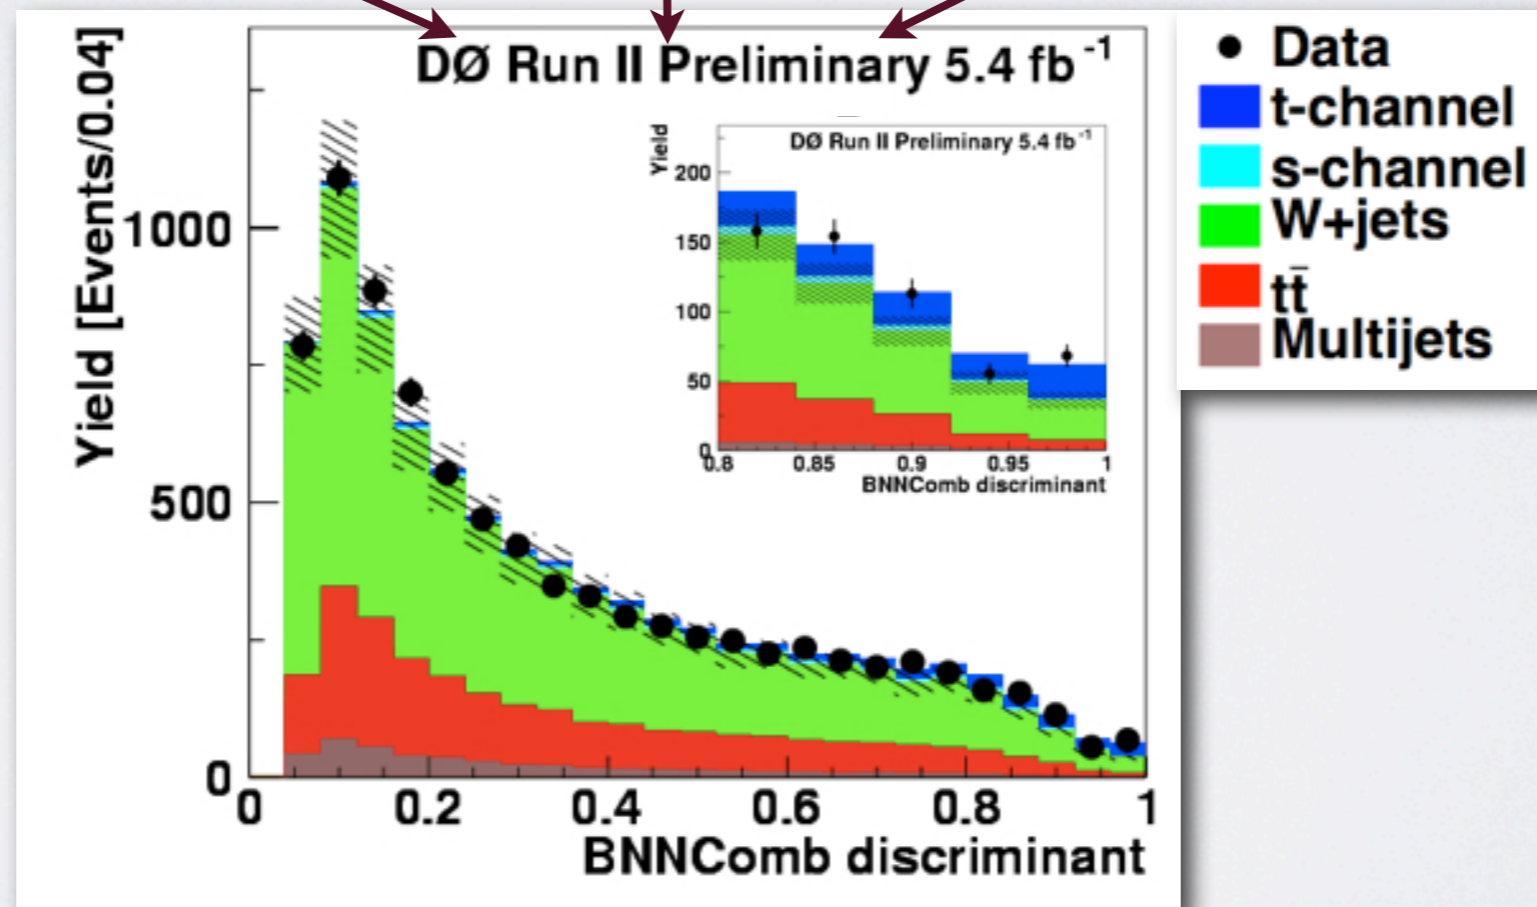 DØ Run II Preliminary 5.4 fb⁻¹
Yield [Events/0.04]
1000
500
0
0 0.2 0.4 0.6 0.8 1
BNNComb discriminant
DØ Run II Preliminary 5.4 fb⁻¹
Yield
200
150
100
50
0
0.8 0.85 0.9 0.95 1
BNNComb discriminant
Data
t-channel
s-channel
W+jets
tt̄
Multijets